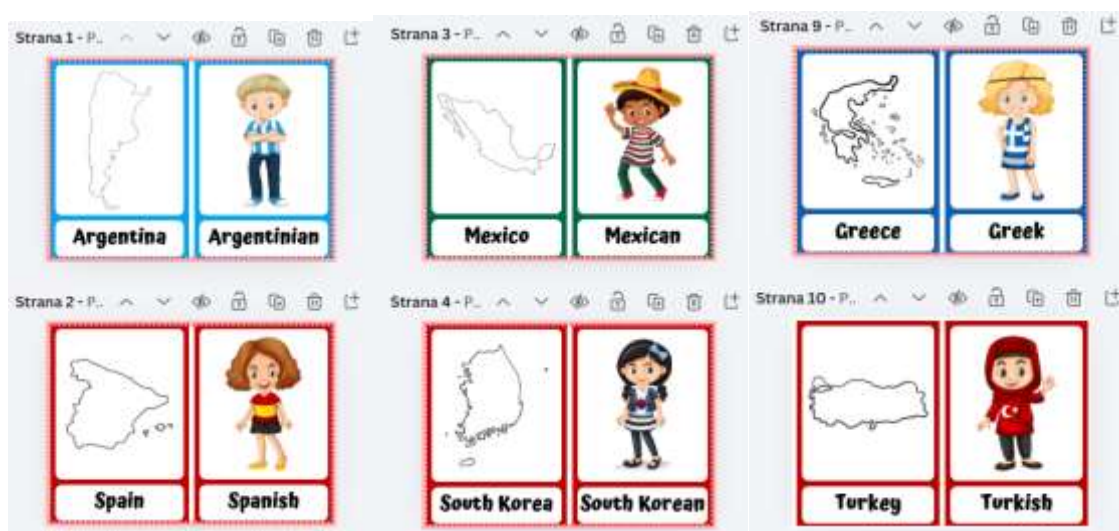 Strana 1 - P...
Argentina
Argentinian
Strana 3 - P...
Mexico
Mexican
Strana 9 - P...
Greece
Greek
Strana 2 - P...
Spain
Spanish
Strana 4 - P...
South Korea
South Korean
Strana 10 - P...
Turkey
Turkish